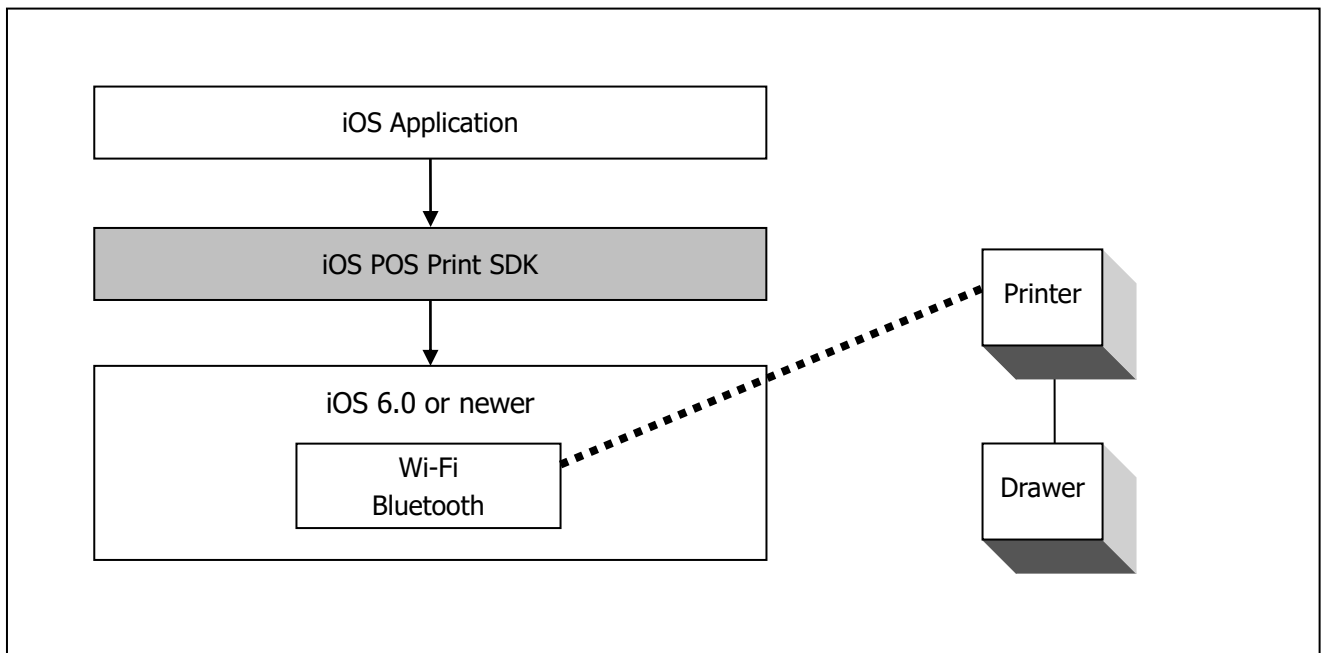 iOS Application
iOS POS Print SDK
iOS 6.0 or newer
Wi-Fi
Bluetooth
Printer
Drawer